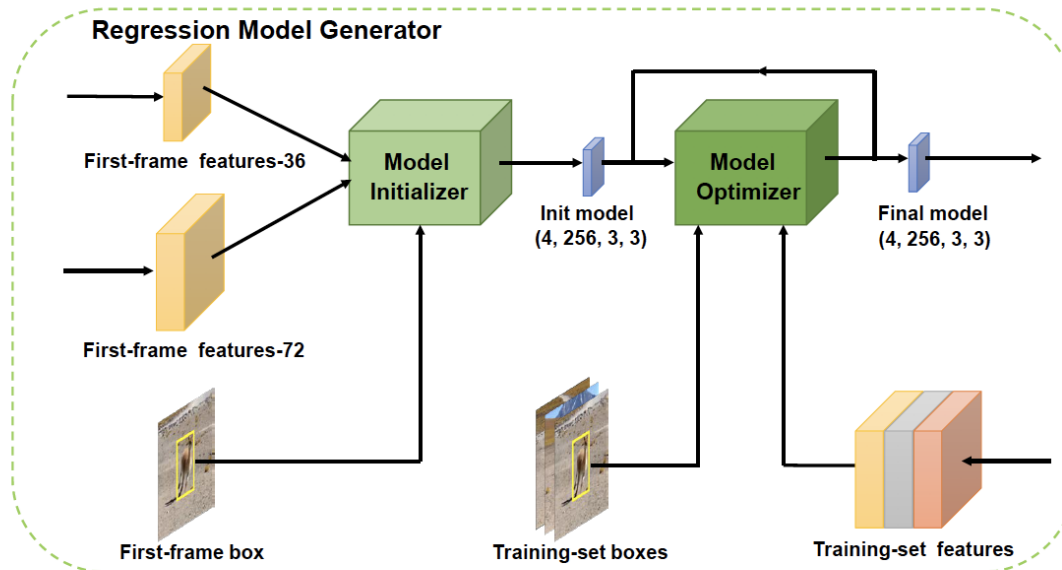 Regression Model Generator
First-frame features-36
Model
Initializer
Init model
(4, 256, 3, 3)
Model
Optimizer
Final model
(4, 256, 3, 3)
First-frame features-72
First-frame box
Training-set boxes
Training-set features